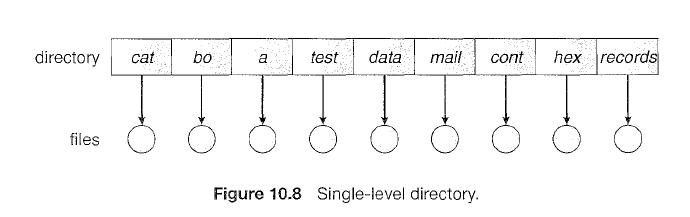 directory cat bo a test data mail cont hex records
files
Figure 10.8 Single-level directory.